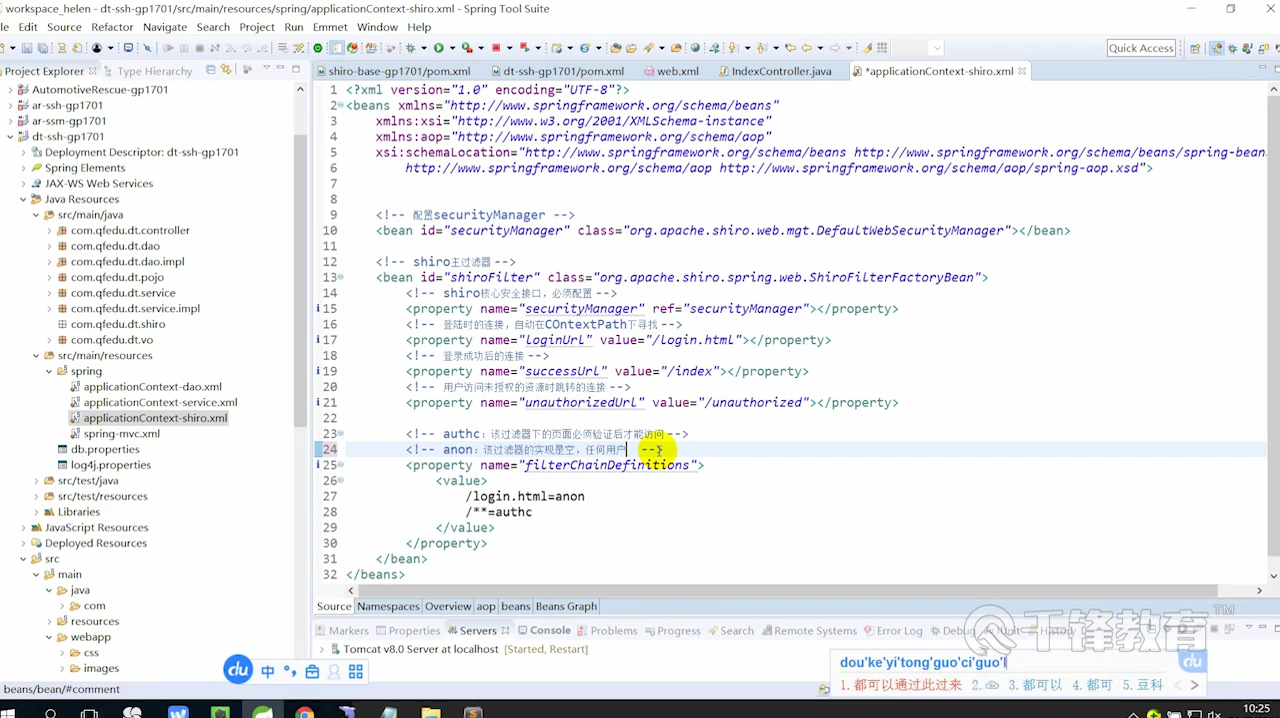 workspace_helen - dt-ssh-gp1701/src/main/resources/spring/applicationContext-shiro.xml - Spring Tool Suite
Edit Source Refactor Navigate Search Project Run Emmet Window Help
Quick Access
Project Explorer Type Hierarchy
shiro-base-gp1701/pom.xml dt-ssh-gp1701/pom.xml web.xml IndexController.java *applicationContext-shiro.xml
AutomotiveRescue-gp1701
ar-ssh-gp1701
ar-ssm-gp1701
dt-ssh-gp1701
Deployment Descriptor: dt-ssh-gp1701
Spring Elements
JAX-WS Web Services
Java Resources
src/main/java
com.qfedu.dt.controller
com.qfedu.dt.dao
com.qfedu.dt.dao.impl
com.qfedu.dt.pojo
com.qfedu.dt.service
com.qfedu.dt.service.impl
com.qfedu.dt.shiro
com.qfedu.dt.vo
src/main/resources
spring
applicationContext-dao.xml
applicationContext-service.xml
applicationContext-shiro.xml
spring-mvc.xml
db.properties
log4j.properties
src/test/java
src/test/resources
Libraries
JavaScript Resources
Deployed Resources
src
main
java
com
resources
webapp
css
images
1 <?xml version="1.0" encoding="UTF-8"?>
2 <beans xmlns="http://www.springframework.org/schema/beans"
3 xmlns:xsi="http://www.w3.org/2001/XMLSchema-instance"
4 xmlns:aop="http://www.springframework.org/schema/aop"
5 xsi:schemaLocation="http://www.springframework.org/schema/beans http://www.springframework.org/schema/beans/spring-bean
6 http://www.springframework.org/schema/aop http://www.springframework.org/schema/aop/spring-aop.xsd">
7
8
9 <!-- 配置securityManager -->
10 <bean id="securityManager" class="org.apache.shiro.web.mgt.DefaultWebSecurityManager"></bean>
11
12 <!-- shiro主过滤器 -->
13 <bean id="shiroFilter" class="org.apache.shiro.spring.web.ShiroFilterFactoryBean">
14 <!-- shiro核心安全接口，必须配置 -->
15 <property name="securityManager" ref="securityManager"></property>
16 <!-- 登陆时的连接，自动在COntextPath下寻找 -->
17 <property name="loginUrl" value="/login.html"></property>
18 <!-- 登录成功后的连接 -->
19 <property name="successUrl" value="/index"></property>
20 <!-- 用户访问未授权的资源时跳转的连接 -->
21 <property name="unauthorizedUrl" value="/unauthorized"></property>
22
23 <!-- authc：该过滤器下的页面必须验证后才能访问 -->
24 <!-- anon：该过滤器的实现是空，任何用户 -->
25 <property name="filterChainDefinitions">
26 <value>
27 /login.html=anon
28 /**=authc
29 </value>
30 </property>
31 </bean>
32 </beans>
Source Namespaces Overview aop beans Beans Graph
Markers Properties Servers Console Problems Progress Search Remote Systems Error Log Debug JUnit History
Tomcat v8.0 Server at localhost [Started, Restart]
千锋教育 TM
du 中
dou'ke'yi'tong'guo'ci'guo'l
du
1.都可以通过此过来 2. 3.都可以 4.都可 5.豆科
beans/bean/#comment
10:25